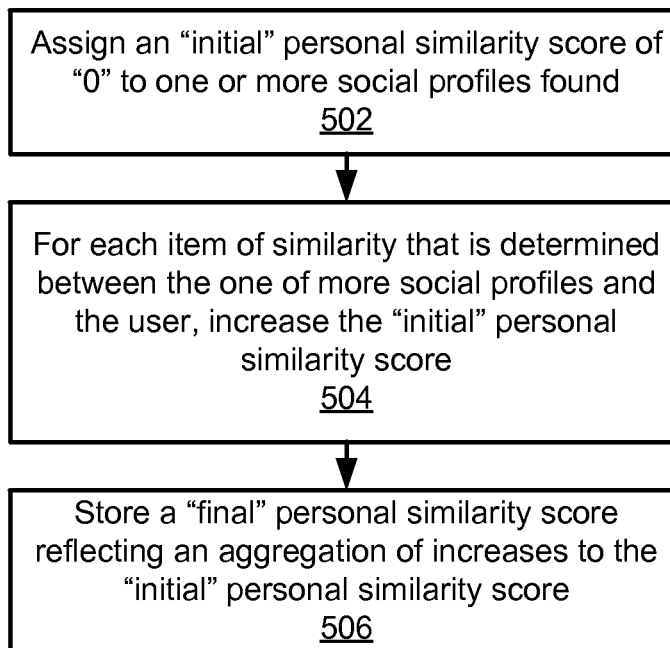 Assign an “initial” personal similarity score of
“0” to one or more social profiles found
502
For each item of similarity that is determined
between the one of more social profiles and
the user, increase the “initial” personal
similarity score
504
Store a “final” personal similarity score
reflecting an aggregation of increases to the
“initial” personal similarity score
506